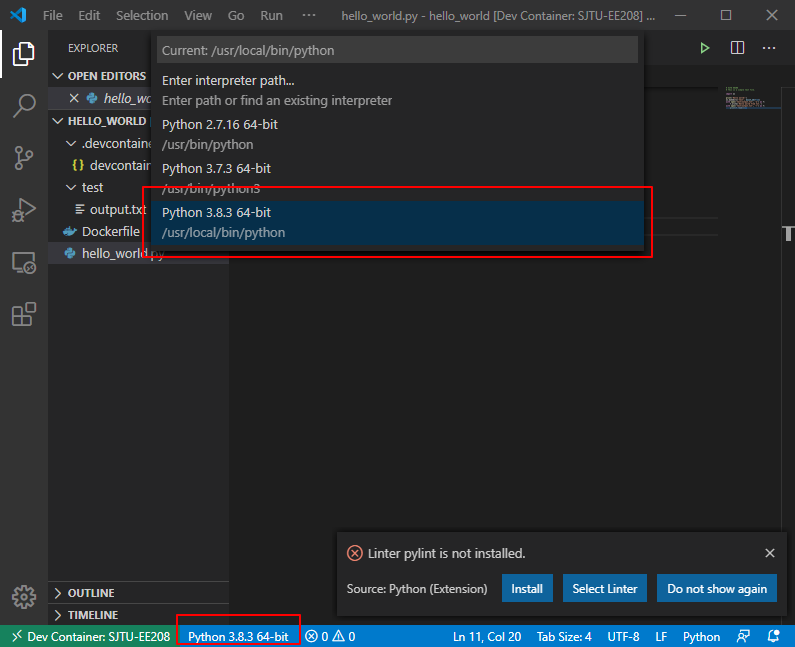 File Edit Selection View Go Run ··· hello_world.py - hello_world [Dev Container: SJTU-EE208] ...
EXPLORER
Current: /usr/local/bin/python
OPEN EDITORS
Enter interpreter path...
hello_wo
Enter path or find an existing interpreter
HELLO_WORLD
Python 2.7.16 64-bit
.devcontaine
/usr/bin/python
devcontain
Python 3.7.3 64-bit
test
/usr/bin/python3
output.txt
Python 3.8.3 64-bit
Dockerfile
/usr/local/bin/python
hello_world.py
Linter pylint is not installed.
Source: Python (Extension) Install Select Linter Do not show again
OUTLINE
TIMELINE
Dev Container: SJTU-EE208 Python 3.8.3 64-bit 0 0 Ln 11, Col 20 Tab Size: 4 UTF-8 LF Python